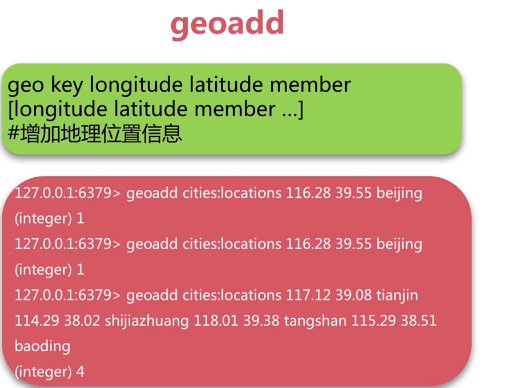 geoadd
geo key longitude latitude member
[longitude latitude member ...]
#增加地理位置信息
127.0.0.1:6379> geoadd cities:locations 116.28 39.55 beijing
(integer) 1
127.0.0.1:6379> geoadd cities:locations 116.28 39.55 beijing
(integer) 1
127.0.0.1:6379> geoadd cities:locations 117.12 39.08 tianjin
114.29 38.02 shijiazhuang 118.01 39.38 tangshan 115.29 38.51
baoding
(integer) 4